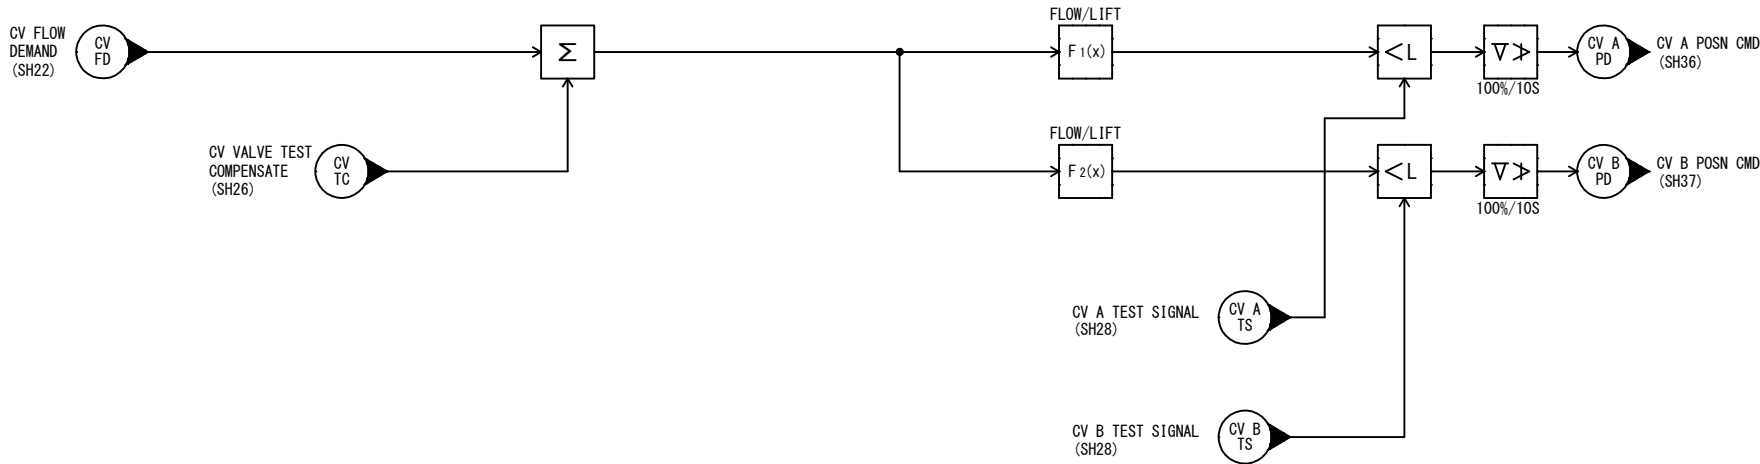 CV FLOW
DEMAND
(SH22)
CV
FD
Σ
FLOW/LIFT
F1(x)
<L
V≯
100%/10S
CV A
PD
CV A POSN CMD
(SH36)
CV VALVE TEST
COMPENSATE
(SH26)
CV
TC
FLOW/LIFT
F2(x)
<L
V≯
100%/10S
CV B
PD
CV B POSN CMD
(SH37)
CV A TEST SIGNAL
(SH28)
CV A
TS
CV B TEST SIGNAL
(SH28)
CV B
TS